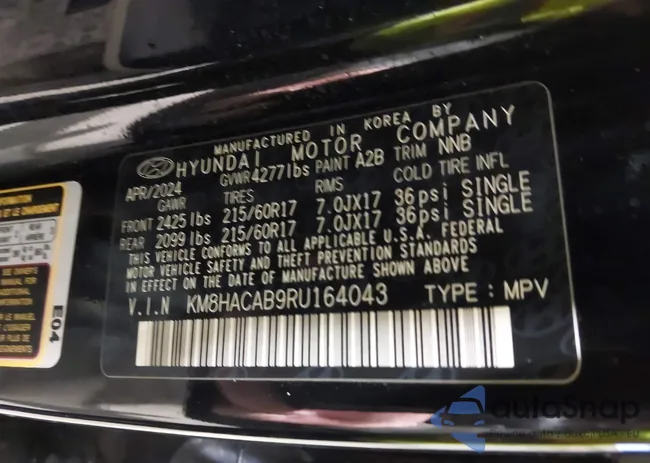 MANUFACTURED IN KOREA BY
HYUNDAI MOTOR COMPANY
APR/2024 GVWR 4277 lbs PAINT A2B TRIM NNB
GAWR TIRES RIMS COLD TIRE INFL
FRONT 2425 lbs 215/60R17 7.0JX17 36psi SINGLE
REAR 2099 lbs 215/60R17 7.0JX17 36psi SINGLE
THIS VEHICLE CONFORMS TO ALL APPLICABLE U.S.A. FEDERAL
MOTOR VEHICLE SAFETY AND THEFT PREVENTION STANDARDS
IN EFFECT ON THE DATE OF MANUFACTURE SHOWN ABOVE
V.I.N KM8HACAB9RU164043 TYPE : MPV
E04
autoSnap